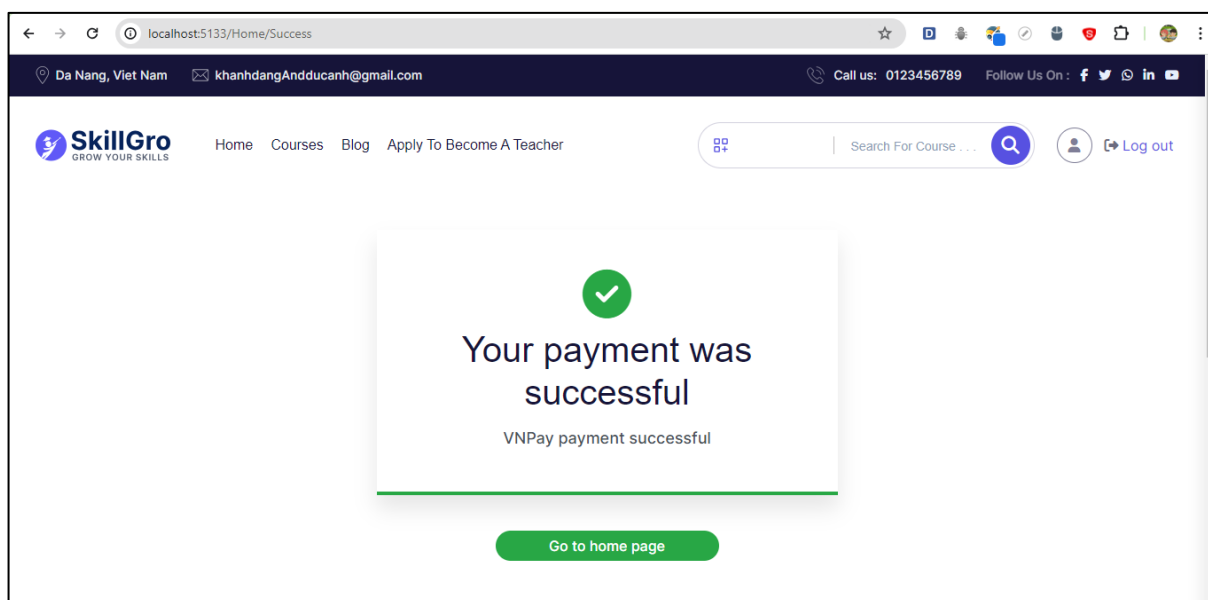 localhost:5133/Home/Success
Da Nang, Viet Nam khanhdangAndducanh@gmail.com Call us: 0123456789 Follow Us On :
SkillGro
GROW YOUR SKILLS
Home Courses Blog Apply To Become A Teacher Search For Course . . . Log out
Your payment was
successful
VNPay payment successful
Go to home page